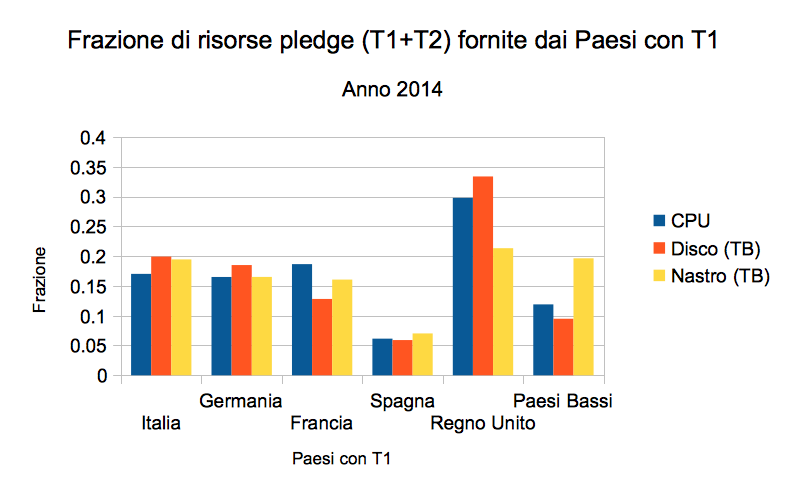 Frazione di risorse pledge (T1+T2) fornite dai Paesi con T1
Anno 2014
0.4
0.35
0.3
0.25
0.2
0.15
0.1
0.05
0
Frazione
CPU
Disco (TB)
Nastro (TB)
Germania
Spagna
Paesi Bassi
Italia
Francia
Regno Unito
Paesi con T1